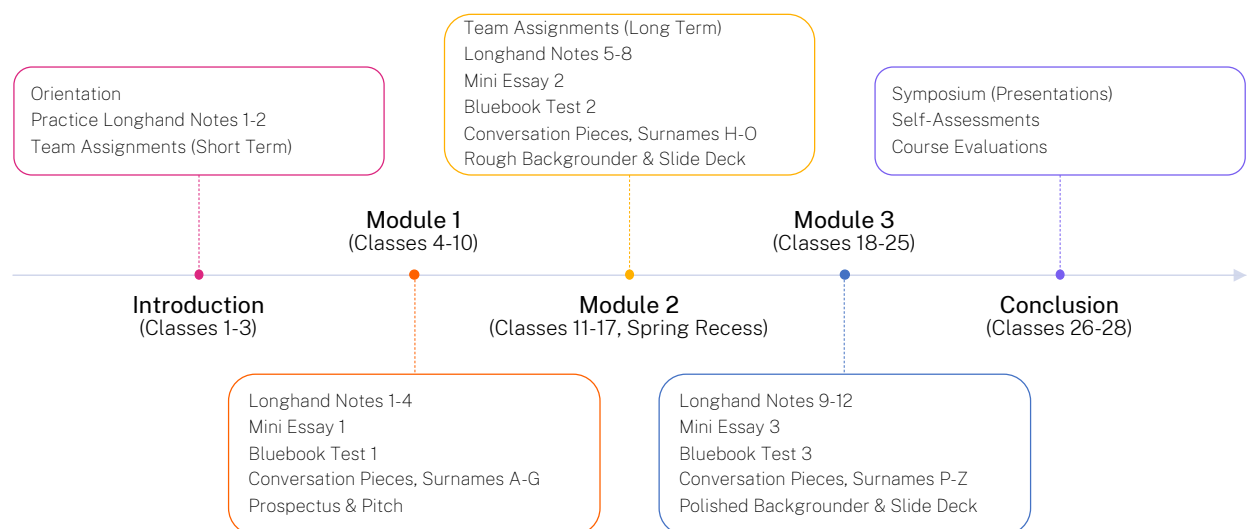 Orientation
Practice Longhand Notes 1-2
Team Assignments (Short Term)
Introduction
(Classes 1-3)
Module 1
(Classes 4-10)
Longhand Notes 1-4
Mini Essay 1
Bluebook Test 1
Conversation Pieces, Surnames A-G
Prospectus & Pitch
Team Assignments (Long Term)
Longhand Notes 5-8
Mini Essay 2
Bluebook Test 2
Conversation Pieces, Surnames H-O
Rough Backgrounder & Slide Deck
Module 2
(Classes 11-17, Spring Recess)
Module 3
(Classes 18-25)
Longhand Notes 9-12
Mini Essay 3
Bluebook Test 3
Conversation Pieces, Surnames P-Z
Polished Backgrounder & Slide Deck
Symposium (Presentations)
Self-Assessments
Course Evaluations
Conclusion
(Classes 26-28)